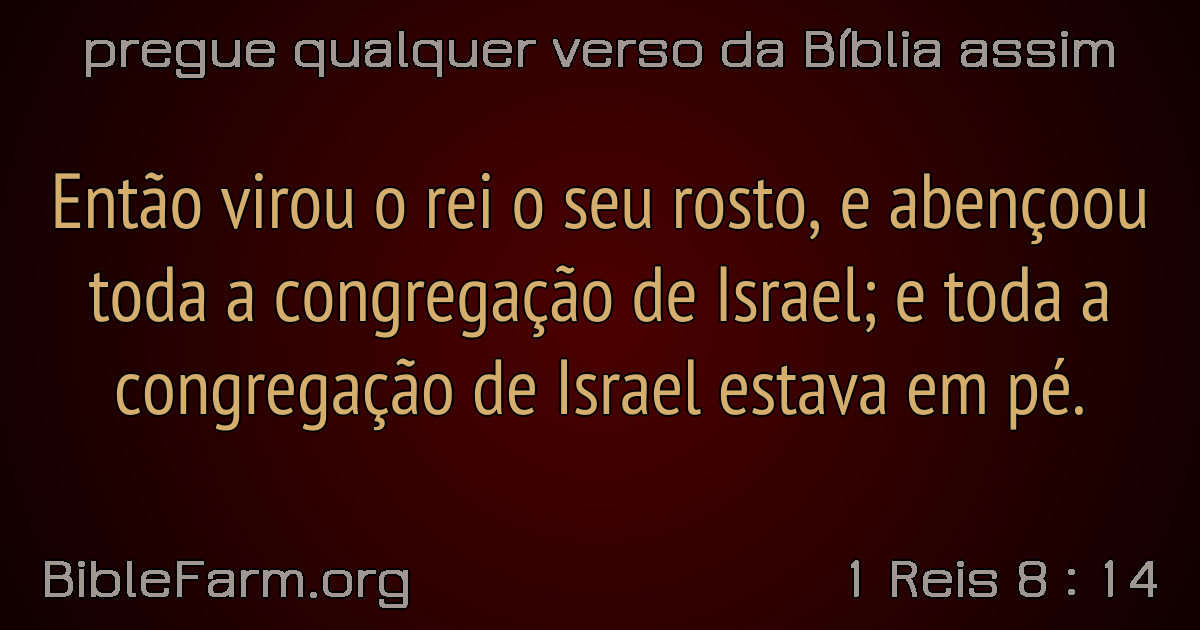 pregue qualquer verso da Bíblia assim
Então virou o rei o seu rosto, e abençoou
toda a congregação de Israel; e toda a
congregação de Israel estava em pé.
BibleFarm.org
1 Reis 8 : 14